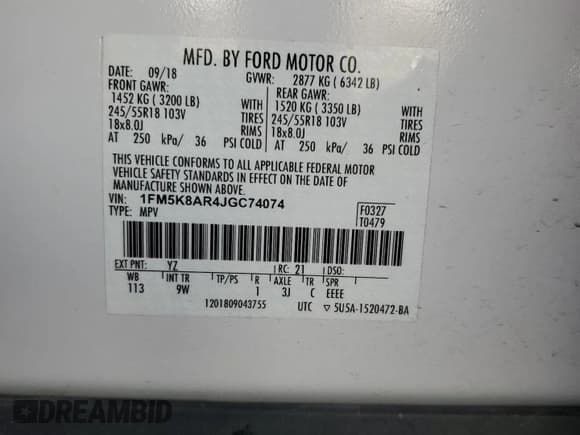 MFD. BY FORD MOTOR CO.
DATE: 09/18 GVWR: 2877 KG ( 6342 LB)
FRONT GAWR: REAR GAWR:
1452 KG ( 3200 LB) WITH 1520 KG ( 3350 LB) WITH
245/55R18 103V TIRES 245/55R18 103V TIRES
18x8.0J RIMS 18x8.0J RIMS
AT 250 kPa/ 36 PSI COLD AT 250 kPa/ 36 PSI COLD
THIS VEHICLE CONFORMS TO ALL APPLICABLE FEDERAL MOTOR
VEHICLE SAFETY STANDARDS IN EFFECT ON THE DATE OF
MANUFACTURE SHOWN ABOVE.
VIN: 1FM5K8AR4JGC74074 F0327
TYPE: MPV T0479
EXT PNT: YZ RC: 21 DSO:
WB INT TR TP/PS R AXLE TR SPR
113 9W 1 3J C EEEE
1201809043755 UTC ▽ 5U5A-1520472-BA
DREAMBID